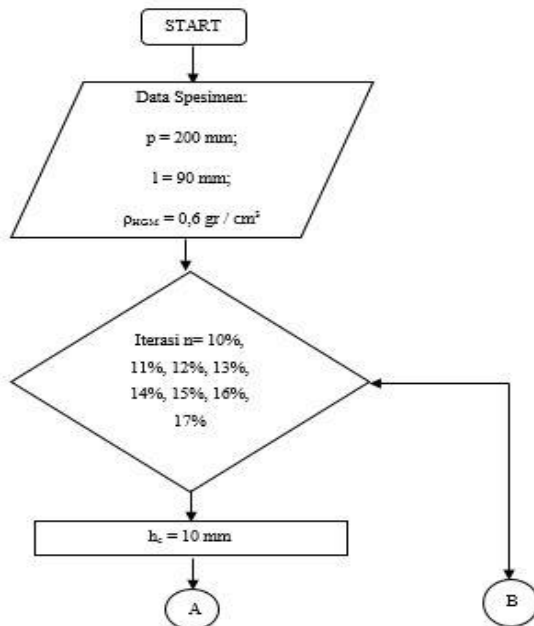 START
Data Spesimen:
p = 200 mm;
l = 90 mm;
ρHGM = 0,6 gr / cm³
Iterasi n= 10%,
11%, 12%, 13%,
14%, 15%, 16%,
17%
hc = 10 mm
A
B